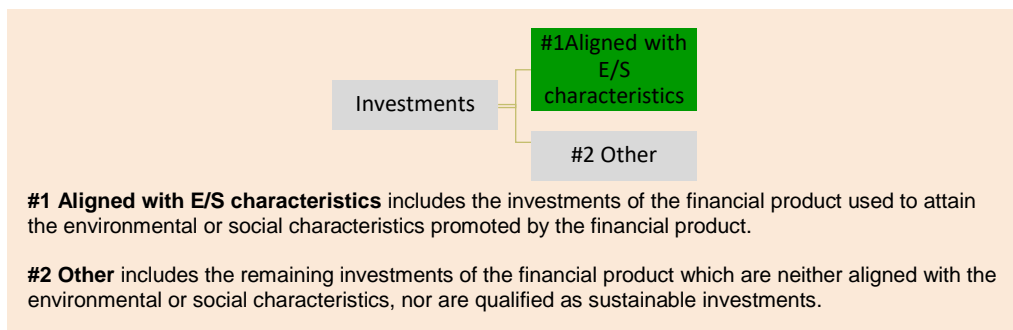 #1Aligned with
E/S
characteristics
Investments
#2 Other
#1 Aligned with E/S characteristics includes the investments of the financial product used to attain
the environmental or social characteristics promoted by the financial product.
#2 Other includes the remaining investments of the financial product which are neither aligned with the
environmental or social characteristics, nor are qualified as sustainable investments.